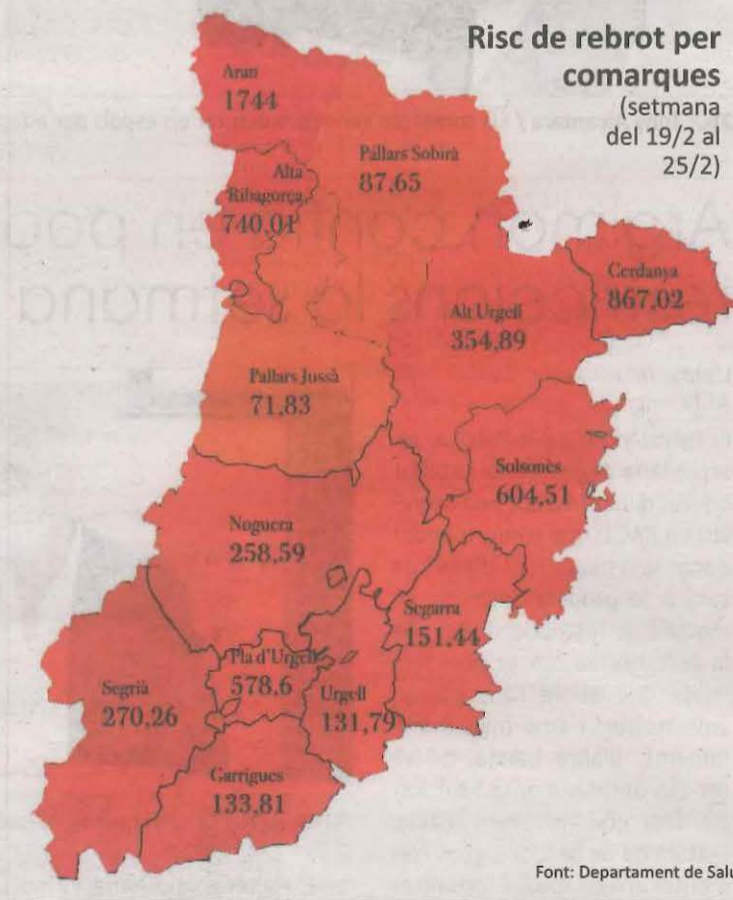 Risc de rebrot per
comarques
(setmana
del 19/2 al
25/2)
Aran
1744
Pallars Sobirà
87,65
Alta
Ribagorça
740,01
Cerdanya
867,02
Alt Urgell
354,89
Pallars Jussà
71,83
Solsonès
604,51
Noguera
258,59
Segarra
151,44
Pla d'Urgell
578,6
Segrià
270,26
Urgell
131,79
Garrigues
133,81
Font: Departament de Salu